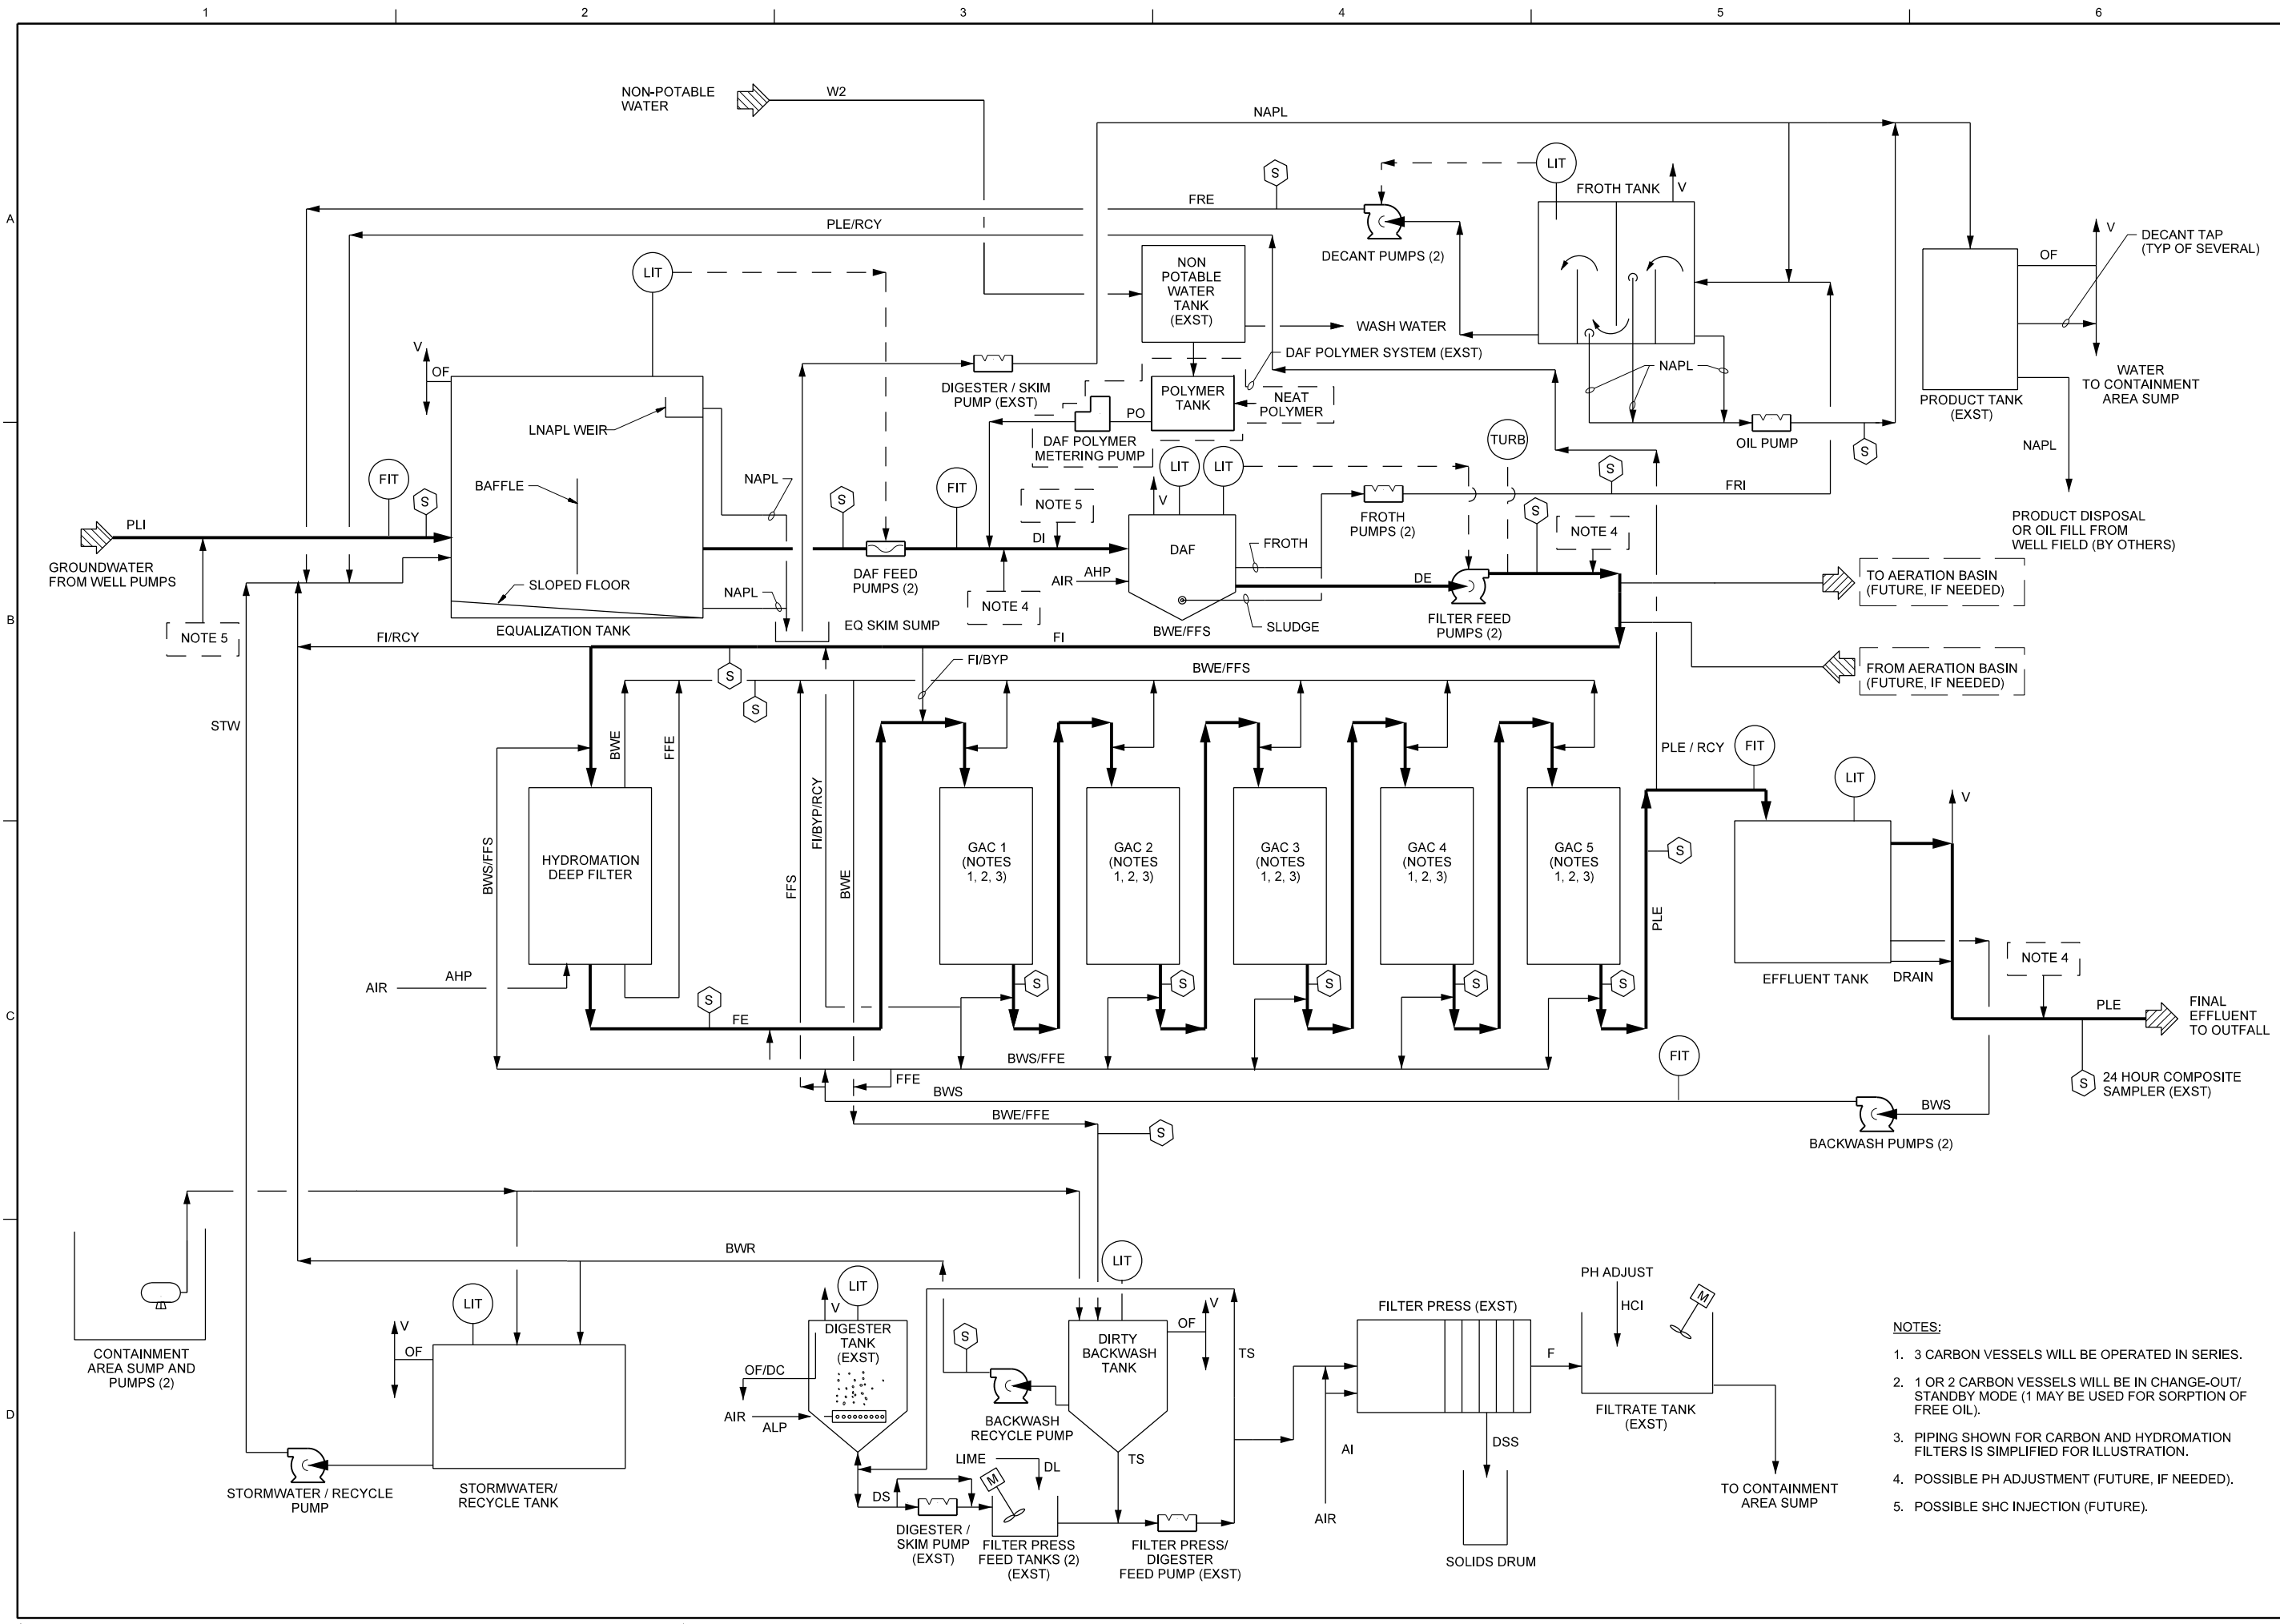 1
2
3
4
5
6
A
B
C
D
NON-POTABLE
WATER
W2
NAPL
S
LIT
FROTH TANK
V
FRE
PLE/RCY
DECANT PUMPS (2)
LIT
NON
POTABLE
WATER
TANK
(EXST)
WASH WATER
DAF POLYMER SYSTEM (EXST)
V
OF
DECANT TAP
(TYP OF SEVERAL)
WATER
TO CONTAINMENT
AREA SUMP
PRODUCT TANK
(EXST)
NAPL
PRODUCT DISPOSAL
OR OIL FILL FROM
WELL FIELD (BY OTHERS)
V
OF
LNAPL WEIR
BAFFLE
SLOPED FLOOR
EQUALIZATION TANK
NAPL
NAPL
EQ SKIM SUMP
DIGESTER / SKIM
PUMP (EXST)
POLYMER
TANK
NEAT
POLYMER
PO
DAF POLYMER
METERING PUMP
NAPL
OIL PUMP
S
TURB
LIT
LIT
V
FIT
S
PLI
GROUNDWATER
FROM WELL PUMPS
NOTE 5
S
DAF FEED
PUMPS (2)
FIT
NOTE 5
DI
NOTE 4
DAF
AIR
AHP
BWE/FFS
FROTH
SLUDGE
FROTH
PUMPS (2)
S
FRI
DE
FILTER FEED
PUMPS (2)
S
NOTE 4
TO AERATION BASIN
(FUTURE, IF NEEDED)
FROM AERATION BASIN
(FUTURE, IF NEEDED)
FI/RCY
FI
S
S
FI/BYP
BWE/FFS
STW
BWE
FFE
BWS/FFS
HYDROMATION
DEEP FILTER
AIR
AHP
S
FE
FFS
FI/BYP/RCY
BWE
GAC 1
(NOTES
1, 2, 3)
GAC 2
(NOTES
1, 2, 3)
GAC 3
(NOTES
1, 2, 3)
GAC 4
(NOTES
1, 2, 3)
GAC 5
(NOTES
1, 2, 3)
S
S
S
S
S
S
PLE
PLE / RCY
FIT
LIT
V
EFFLUENT TANK
DRAIN
NOTE 4
PLE
FINAL
EFFLUENT
TO OUTFALL
S
24 HOUR COMPOSITE
SAMPLER (EXST)
BWS/FFE
FFE
BWS
FIT
BWS
BACKWASH PUMPS (2)
BWE/FFE
S
BWR
CONTAINMENT
AREA SUMP AND
PUMPS (2)
LIT
V
OF
STORMWATER / RECYCLE
PUMP
STORMWATER/
RECYCLE TANK
LIT
V
DIGESTER
TANK
(EXST)
OF/DC
AIR
ALP
S
BACKWASH
RECYCLE PUMP
LIT
DIRTY
BACKWASH
TANK
V
OF
TS
TS
LIME
DL
M
DS
DIGESTER /
SKIM PUMP
(EXST)
FILTER PRESS
FEED TANKS (2)
(EXST)
FILTER PRESS/
DIGESTER
FEED PUMP (EXST)
FILTER PRESS (EXST)
AI
AIR
DSS
SOLIDS DRUM
F
PH ADJUST
HCI
M
FILTRATE TANK
(EXST)
TO CONTAINMENT
AREA SUMP
NOTES:
1. 3 CARBON VESSELS WILL BE OPERATED IN SERIES.
2. 1 OR 2 CARBON VESSELS WILL BE IN CHANGE-OUT/
STANDBY MODE (1 MAY BE USED FOR SORPTION OF
FREE OIL).
3. PIPING SHOWN FOR CARBON AND HYDROMATION
FILTERS IS SIMPLIFIED FOR ILLUSTRATION.
4. POSSIBLE PH ADJUSTMENT (FUTURE, IF NEEDED).
5. POSSIBLE SHC INJECTION (FUTURE).